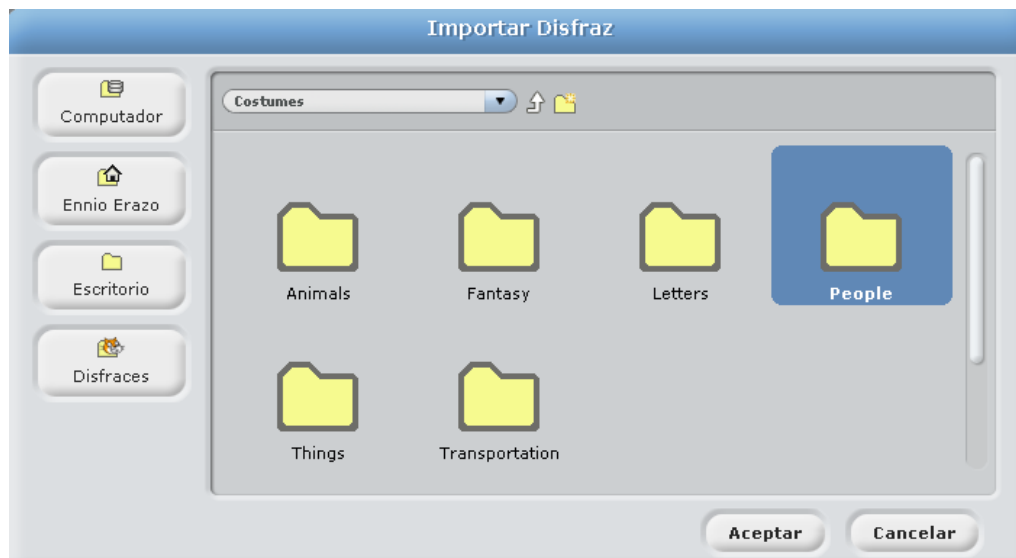 Importar Disfraz
Computador
Ennio Erazo
Escritorio
Disfraces
Costumes
Animals
Fantasy
Letters
People
Things
Transportation
Aceptar
Cancelar